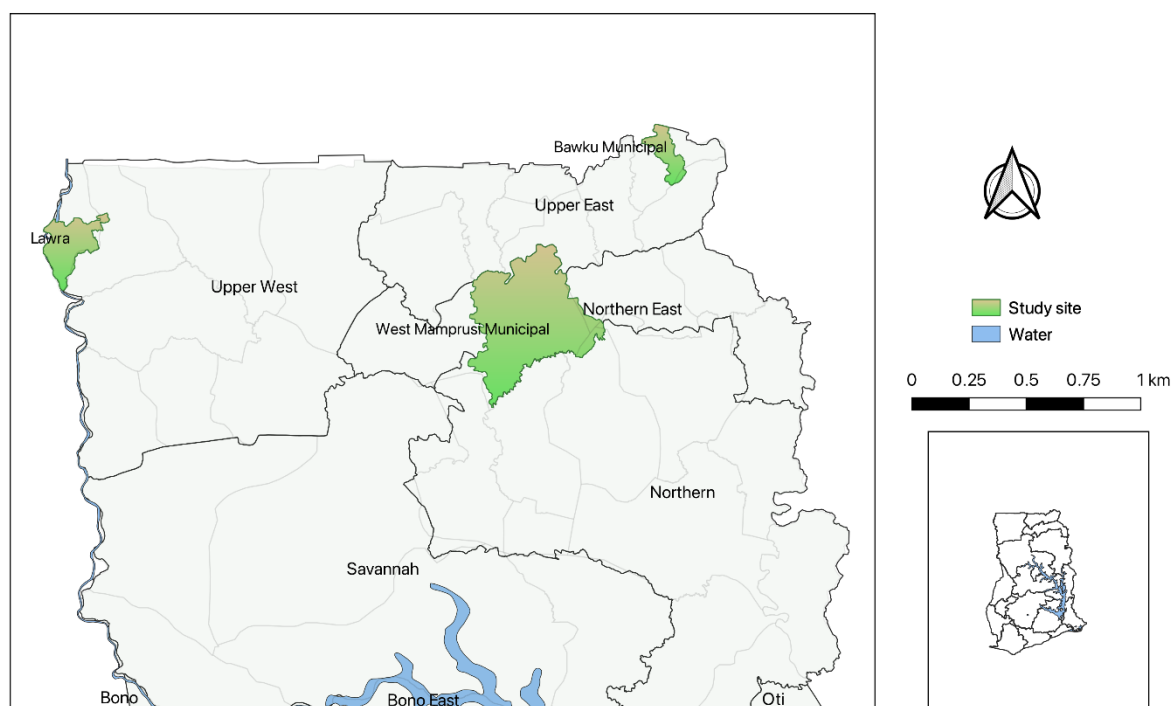 Bawku Municipal
Upper East
Lawra
Upper West
Northern East
West Mamprusi Municipal
Northern
Savannah
Bono
Bono East
Oti
Study site
Water
0 0.25 0.5 0.75 1 km